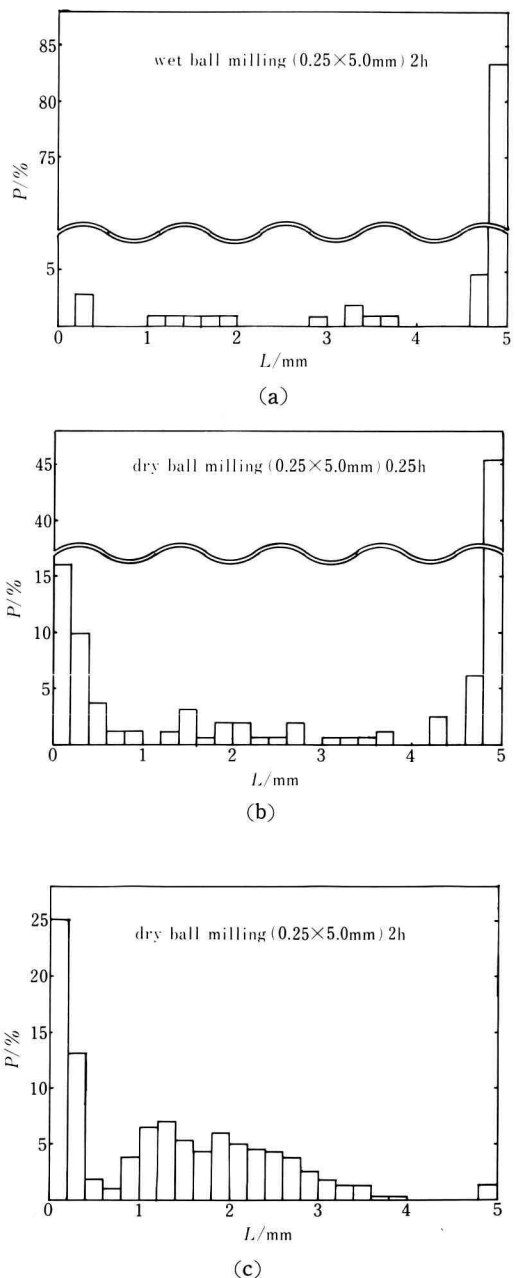 wet ball milling (0.25×5.0mm) 2h
85
80
75
5
P/%
0 1 2 3 4 5
L/mm
(a)
dry ball milling (0.25×5.0mm) 0.25h
45
40
15
10
5
P/%
0 1 2 3 4 5
L/mm
(b)
dry ball milling (0.25×5.0mm) 2h
25
20
15
10
5
P/%
0 1 2 3 4 5
L/mm
(c)